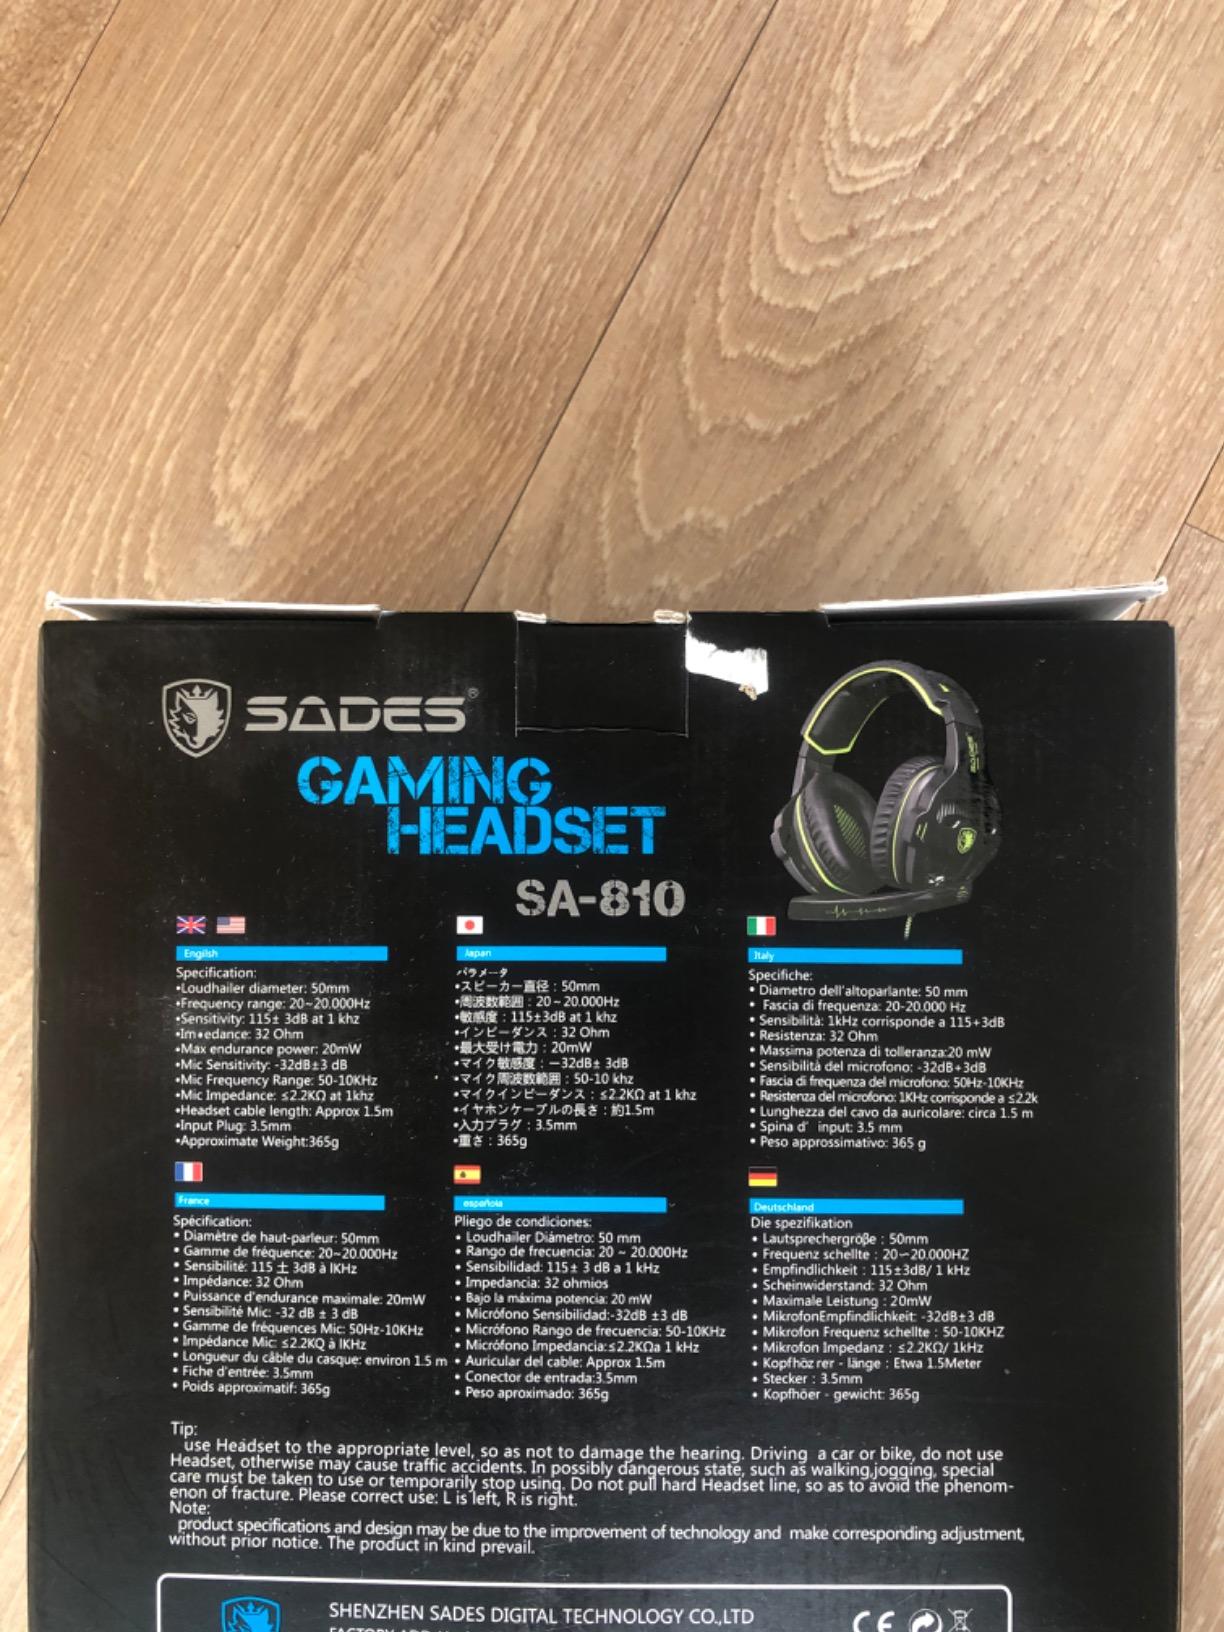 SADES®
GAMING
HEADSET
SA-810
Engilsh
Specification:
•Loudhailer diameter: 50mm
•Frequency range: 20~20.000Hz
•Sensitivity: 115± 3dB at 1 khz
•Im•edance: 32 Ohm
•Max endurance power: 20mW
•Mic Sensitivity: -32dB±3 dB
•Mic Frequency Range: 50-10KHz
•Mic Impedance: ≤2.2KΩ at 1khz
•Headset cable length: Approx 1.5m
•Input Plug: 3.5mm
•Approximate Weight:365g
Japan
パラメータ
•スピーカー直径：50mm
•周波数範囲：20～20.000Hz
•敏感度：115±3dB at 1 khz
•インピーダンス：32 Ohm
•最大受け電力：20mW
•マイク敏感度：－32dB± 3dB
•マイク周波数範囲：50-10 khz
•マイクインピーダンス：≤2.2KΩ at 1 khz
•イヤホンケーブルの長さ：約1.5m
•入力プラグ：3.5mm
•重さ：365g
Italy
Specifiche:
• Diametro dell'altoparlante: 50 mm
• Fascia di frequenza: 20-20.000 Hz
• Sensibilità: 1kHz corrisponde a 115+3dB
• Resistenza: 32 Ohm
• Massima potenza di tolleranza:20 mW
• Sensibilità del microfono: -32dB+3dB
• Fascia di frequenza del microfono: 50Hz-10KHz
• Resistenza del microfono: 1KHz corrisponde a ≤2.2k
• Lunghezza del cavo da auricolare: circa 1.5 m
• Spina d' input: 3.5 mm
• Peso approssimativo: 365 g
France
Spécification:
• Diamètre de haut-parleur: 50mm
• Gamme de fréquence: 20~20.000Hz
• Sensibilité: 115 ± 3dB à lKHz
• Impédance: 32 Ohm
• Puissance d'endurance maximale: 20mW
• Sensibilité Mic: -32 dB ± 3 dB
• Gamme de fréquences Mic: 50Hz-10KHz
• Impédance Mic: ≤2.2KQ à lKHz
• Longueur du câble du casque: environ 1.5 m
• Fiche d'entrée: 3.5mm
• Poids approximatif: 365g
española
Pliego de condiciones:
• Loudhailer Diámetro: 50 mm
• Rango de frecuencia: 20 ~ 20.000Hz
• Sensibilidad: 115± 3 dB a 1 kHz
• Impedancia: 32 ohmios
• Bajo la máxima potencia: 20 mW
• Micrófono Sensibilidad:-32dB ±3 dB
• Micrófono Rango de frecuencia: 50-10KHz
• Micrófono Impedancia:≤2.2KΩa 1 kHz
• Auricular del cable: Approx 1.5m
• Conector de entrada:3.5mm
• Peso aproximado: 365g
Deutschland
Die spezifikation
• Lautsprechergröβe : 50mm
• Frequenz schellte : 20~20.000HZ
• Empfindlichkeit : 115±3dB/ 1 kHz
• Scheinwiderstand: 32 Ohm
• Maximale Leistung : 20mW
• MikrofonEmpfindlichkeit: -32dB±3 dB
• Mikrofon Frequenz schellte : 50-10KHZ
• Mikrofon Impedanz : ≤2.2KΩ/ 1kHz
• Kopfhöz rer - länge : Etwa 1.5Meter
• Stecker : 3.5mm
• Kopfhöer - gewicht: 365g
Tip:
use Headset to the appropriate level, so as not to damage the hearing. Driving a car or bike, do not use
Headset, otherwise may cause traffic accidents. In possibly dangerous state, such as walking,jogging, special
care must be taken to use or temporarily stop using. Do not pull hard Headset line, so as to avoid the phenom-
enon of fracture. Please correct use: L is left, R is right.
Note:
product specifications and design may be due to the improvement of technology and make corresponding adjustment,
without prior notice. The product in kind prevail.
SHENZHEN SADES DIGITAL TECHNOLOGY CO.,LTD
CE